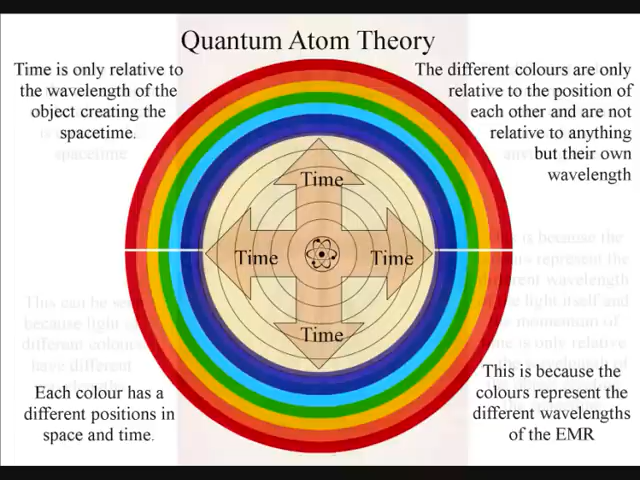 Quantum Atom Theory
Time is only relative to
the wavelength of the
object creating the
spacetime.
The different colours are only
relative to the position of
each other and are not
relative to anything
but their own
wavelength
Time
Time
Time
Time
Each colour has a
different positions in
space and time.
This is because the
colours represent the
different wavelengths
of the EMR